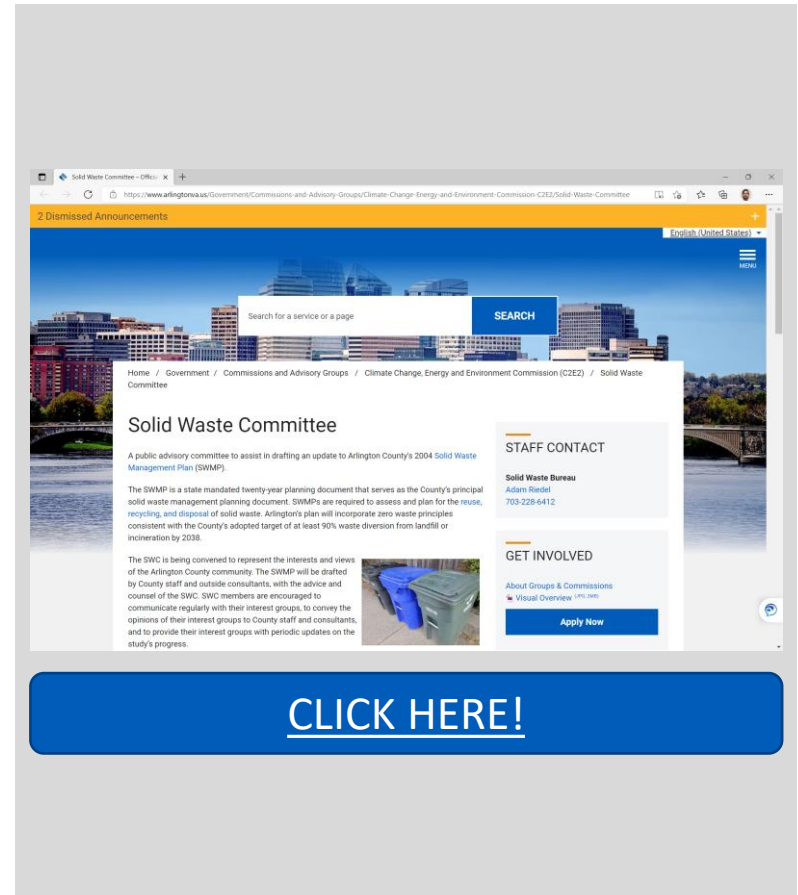 Solid Waste Committee – Official
https://www.arlingtonva.us/Government/Commissions-and-Advisory-Groups/Climate-Change-Energy-and-Environment-Commission-C2E2/Solid-Waste-Committee
2 Dismissed Announcements
English (United States)
MENU
Search for a service or a page
SEARCH
Home / Government / Commissions and Advisory Groups / Climate Change, Energy and Environment Commission (C2E2) / Solid Waste
Committee
Solid Waste Committee
A public advisory committee to assist in drafting an update to Arlington County's 2004 Solid Waste
Management Plan (SWMP).
The SWMP is a state mandated twenty-year planning document that serves as the County's principal
solid waste management planning document. SWMPs are required to assess and plan for the reuse,
recycling, and disposal of solid waste. Arlington's plan will incorporate zero waste principles
consistent with the County's adopted target of at least 90% waste diversion from landfill or
incineration by 2038.
The SWC is being convened to represent the interests and views
of the Arlington County community. The SWMP will be drafted
by County staff and outside consultants, with the advice and
counsel of the SWC. SWC members are encouraged to
communicate regularly with their interest groups, to convey the
opinions of their interest groups to County staff and consultants,
and to provide their interest groups with periodic updates on the
study's progress.
STAFF CONTACT
Solid Waste Bureau
Adam Riedel
703-228-6412
GET INVOLVED
About Groups & Commissions
Visual Overview (JPG, 2MB)
Apply Now
CLICK HERE!